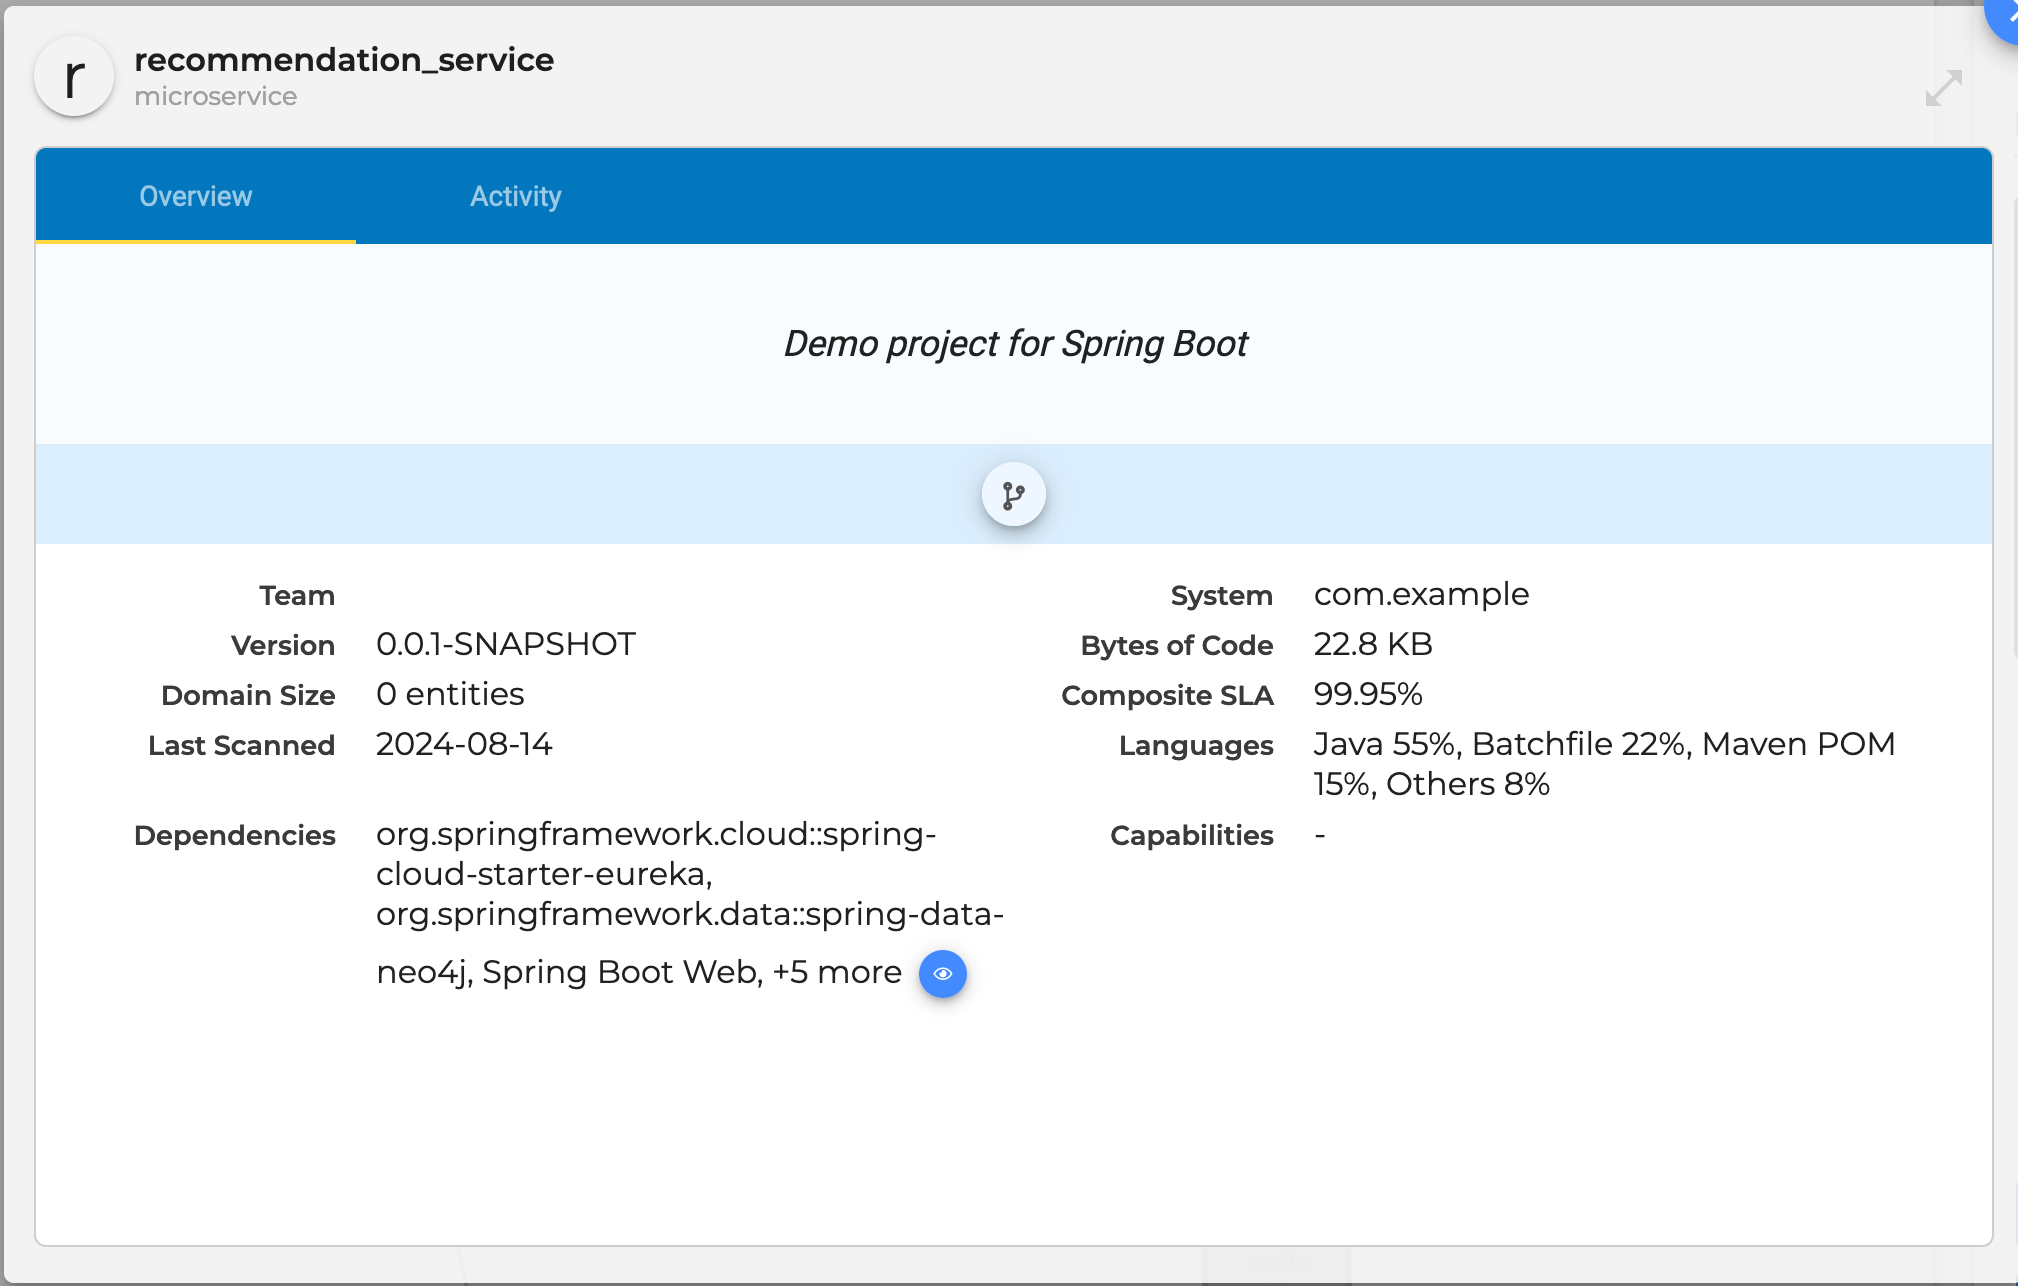 r
recommendation_service
microservice
Overview
Activity
Demo project for Spring Boot
Team
Version 0.0.1-SNAPSHOT
Domain Size 0 entities
Last Scanned 2024-08-14
Dependencies org.springframework.cloud::spring-
cloud-starter-eureka,
org.springframework.data::spring-data-
neo4j, Spring Boot Web, +5 more
System com.example
Bytes of Code 22.8 KB
Composite SLA 99.95%
Languages Java 55%, Batchfile 22%, Maven POM
15%, Others 8%
Capabilities -